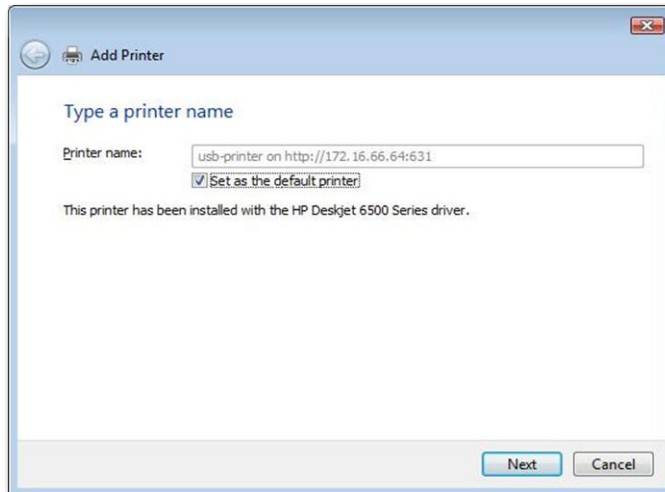 Add Printer
Type a printer name
Printer name:
usb-printer on http://172.16.66.64:631
Set as the default printer
This printer has been installed with the HP Deskjet 6500 Series driver.
Next
Cancel